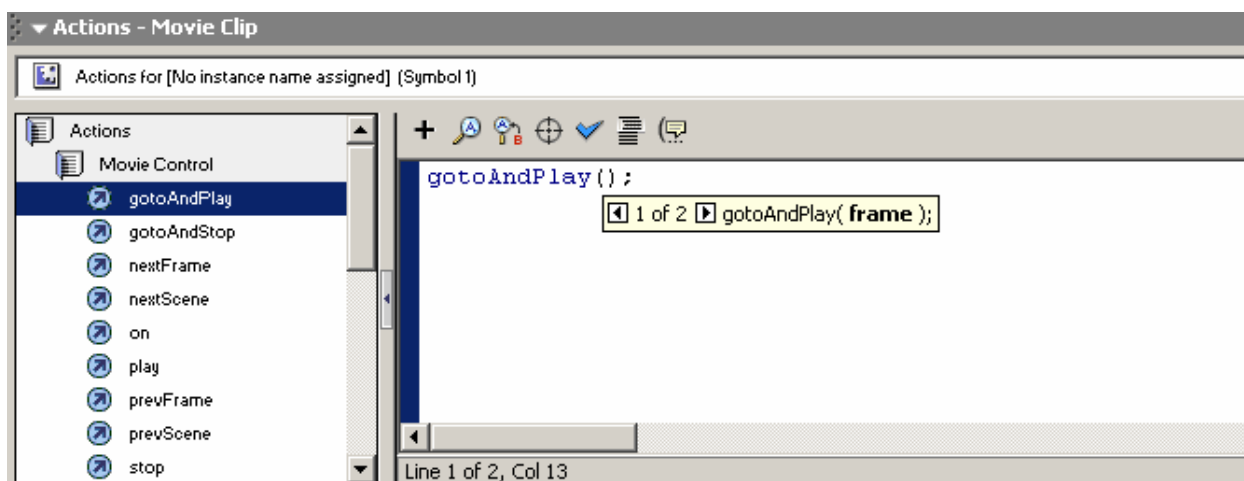 Actions - Movie Clip
Actions for [No instance name assigned] (Symbol 1)
Actions
Movie Control
gotoAndPlay
gotoAndStop
nextFrame
nextScene
on
play
prevFrame
prevScene
stop
gotoAndPlay();
1 of 2 gotoAndPlay( frame );
Line 1 of 2, Col 13